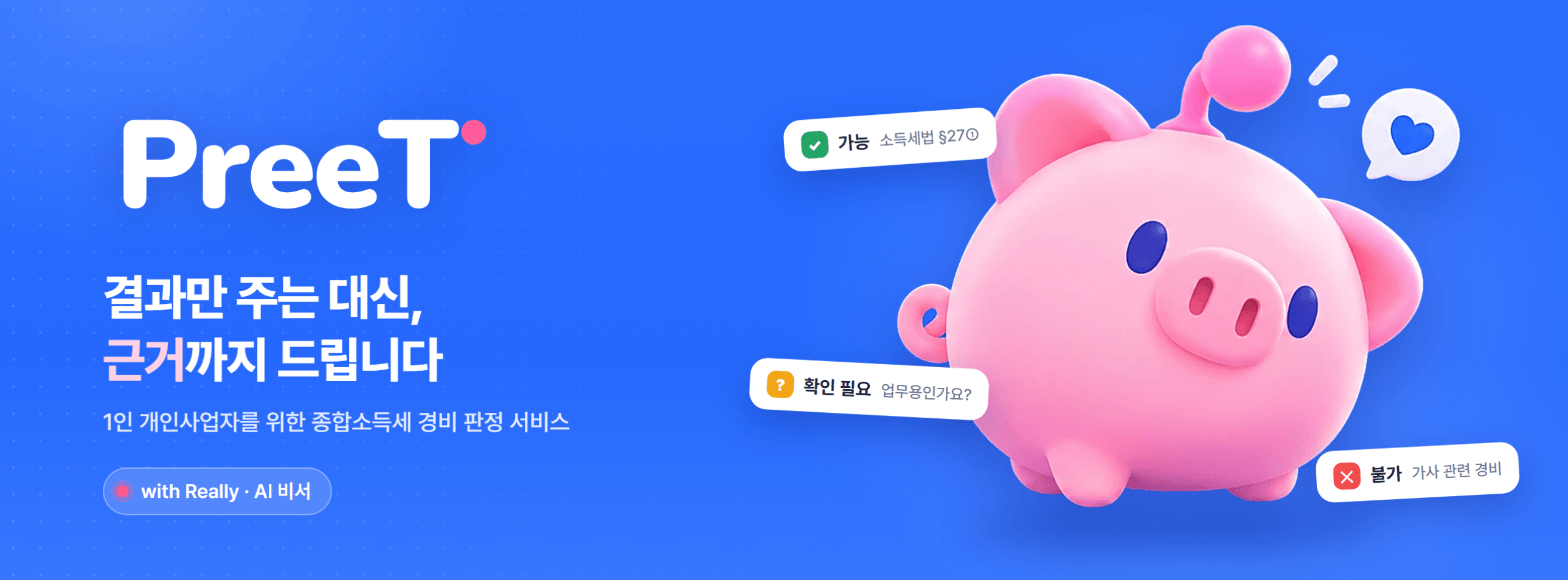 PreeT
결과만 주는 대신,
근거까지 드립니다
1인 개인사업자를 위한 종합소득세 경비 판정 서비스
with Really · AI 비서
가능 소득세법 §27①
? 확인 필요 업무용인가요?
불가 가사 관련 경비